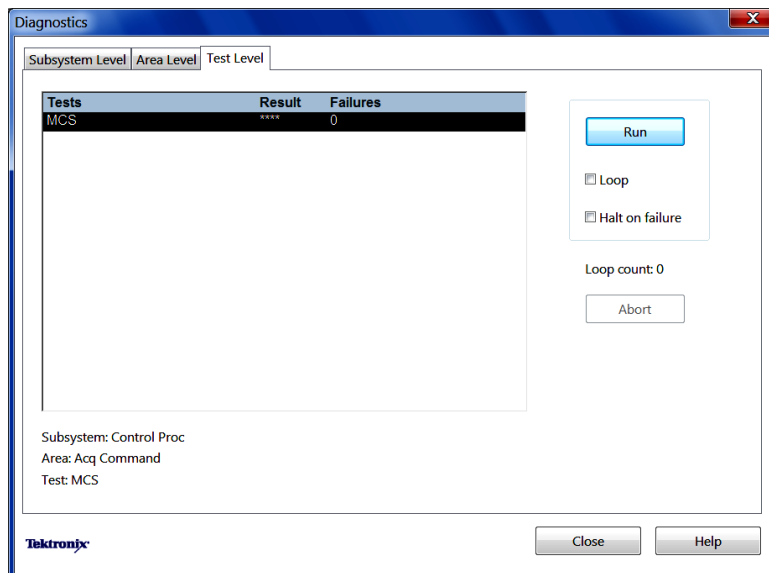 Diagnostics
Subsystem Level Area Level Test Level
Tests Result Failures
MCS **** 0
Run
Loop
Halt on failure
Loop count: 0
Abort
Subsystem: Control Proc
Area: Acq Command
Test: MCS
Tektronix
Close Help